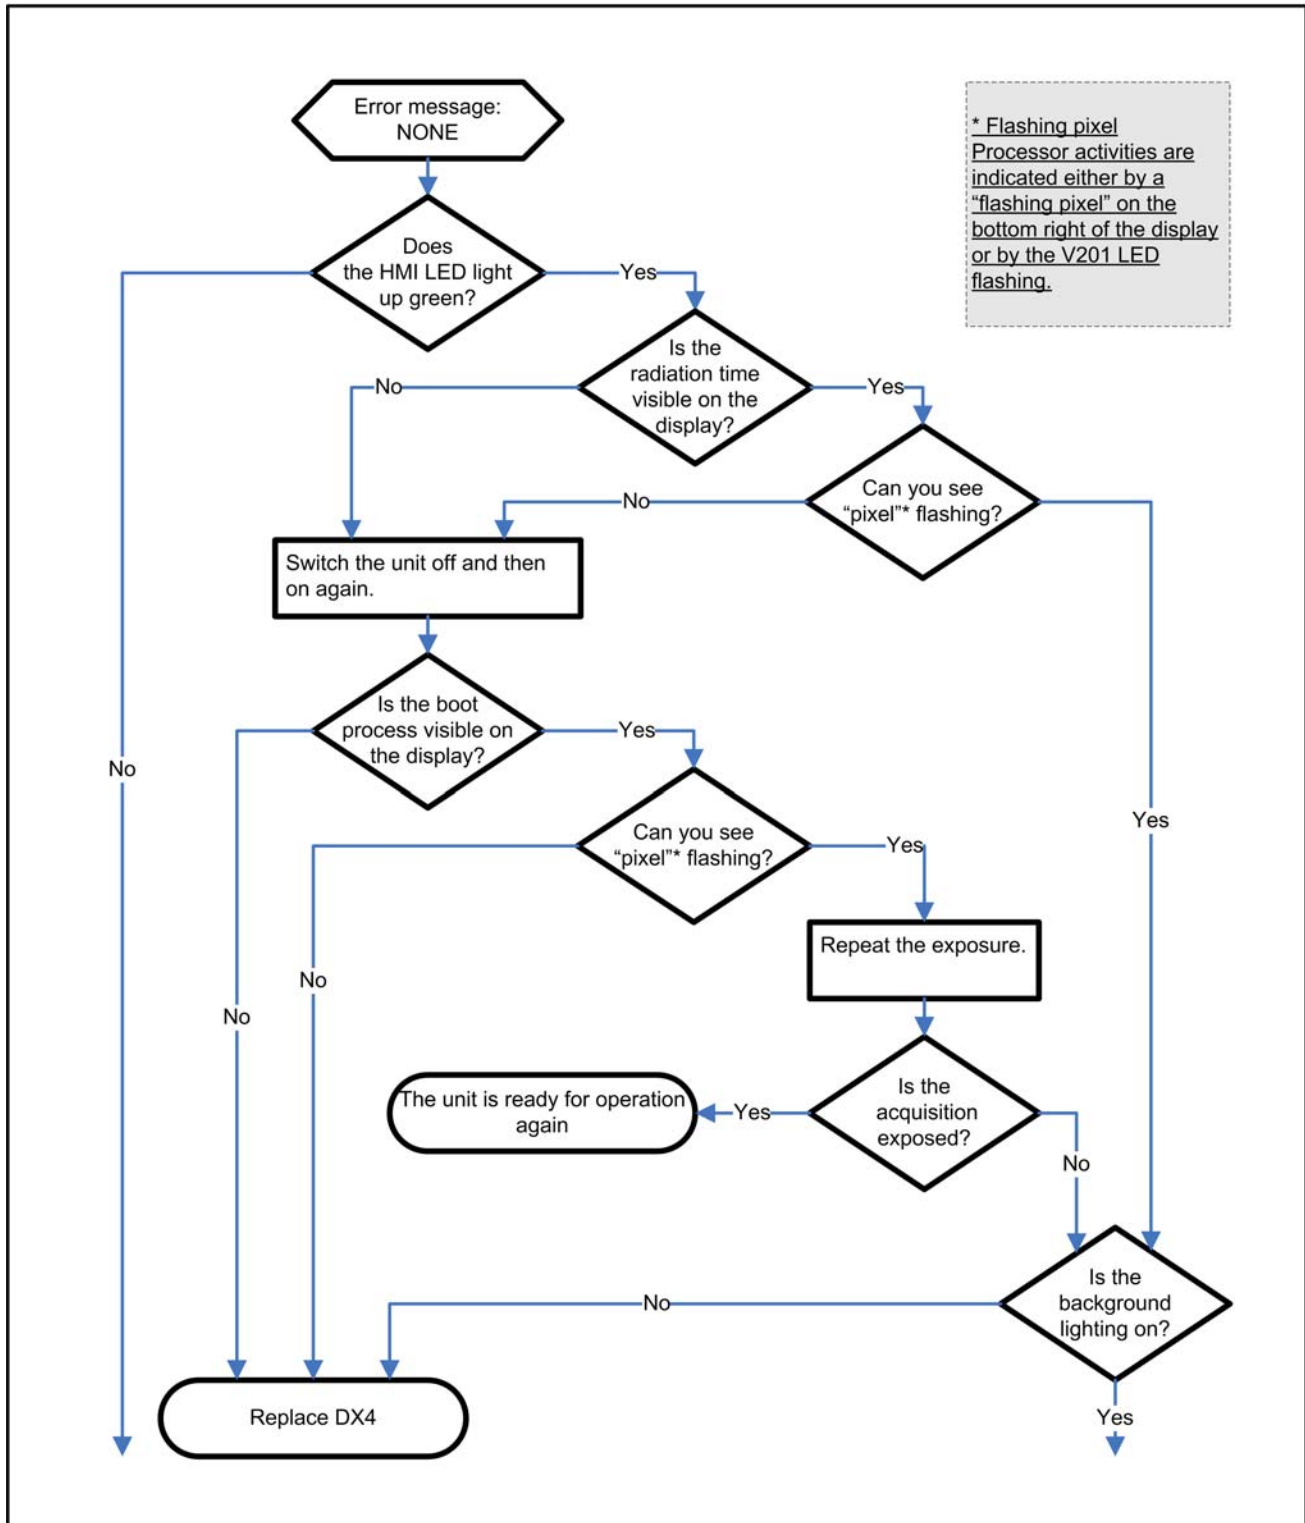 Error message:
NONE
* Flashing pixel
Processor activities are
indicated either by a
“flashing pixel” on the
bottom right of the display
or by the V201 LED
flashing.
Does
the HMI LED light
up green?
Yes
Is the
radiation time
visible on the
display?
No
Yes
Can you see
“pixel”* flashing?
No
Switch the unit off and then
on again.
Is the boot
process visible on
the display?
Yes
No
Yes
Can you see
“pixel”* flashing?
Yes
Repeat the exposure.
No
No
The unit is ready for operation
again
Yes
Is the
acquisition
exposed?
No
Is the
background
lighting on?
No
Replace DX4
Yes